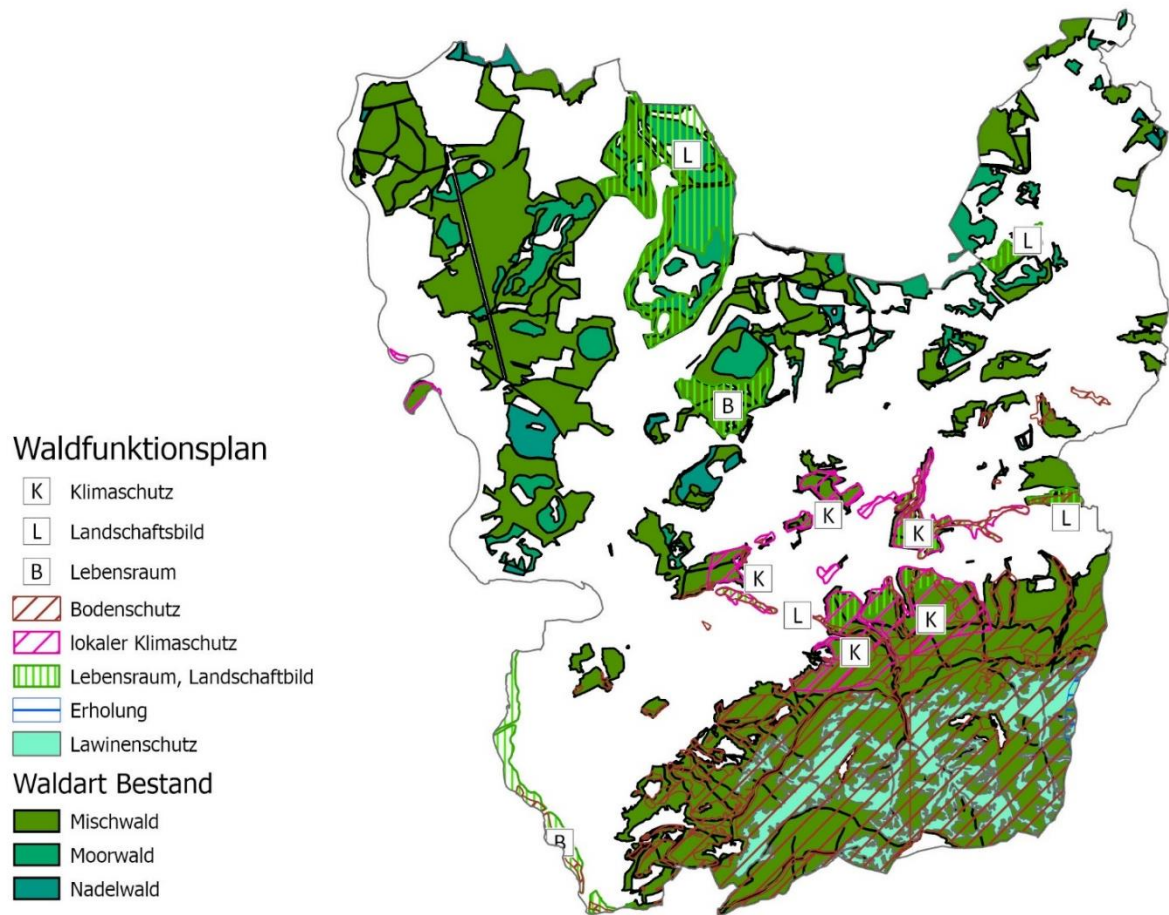 L
L
B
Waldfunktionsplan
K Klimaschutz
L Landschaftsbild
B Lebensraum
Bodenschutz
lokaler Klimaschutz
Lebensraum, Landschaftbild
Erholung
Lawinenschutz
Waldart Bestand
Mischwald
Moorwald
Nadelwald
K
K
L
K
L
K
K
B